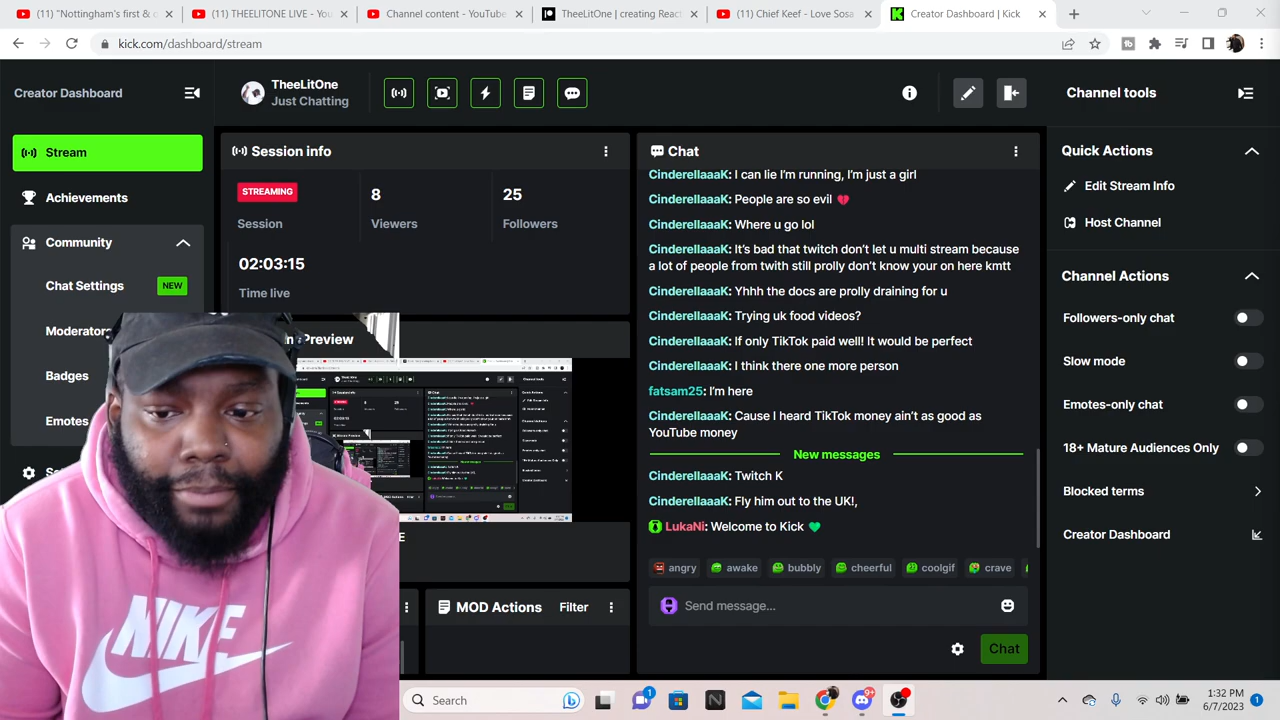 (11) "Nottingham's first & o
(11) THEELITONE LIVE - You
Channel content - YouTube
TheeLitOne | creating React
(11) Chief Keef - Love Sosa
Creator Dashboard | Kick
kick.com/dashboard/stream
Creator Dashboard
TheeLitOne
Just Chatting
Channel tools
Stream
Achievements
Community
Chat Settings NEW
Moderators
Badges
Emotes
Session info
STREAMING
Session
8
Viewers
25
Followers
02:03:15
Time live
Preview
MOD Actions Filter
Chat
CinderellaaaK: I can lie I'm running, I'm just a girl
CinderellaaaK: People are so evil 💔
CinderellaaaK: Where u go lol
CinderellaaaK: It's bad that twitch don't let u multi stream because
a lot of people from twith still prolly don't know your on here kmtt
CinderellaaaK: Yhhh the docs are prolly draining for u
CinderellaaaK: Trying uk food videos?
CinderellaaaK: If only TikTok paid well! It would be perfect
CinderellaaaK: I think there one more person
fatsam25: I'm here
CinderellaaaK: Cause I heard TikTok money ain't as good as
YouTube money
New messages
CinderellaaaK: Twitch K
CinderellaaaK: Fly him out to the UK!,
LukaNi: Welcome to Kick 💚
angry awake bubbly cheerful coolgif crave
Send message...
Chat
Quick Actions
Edit Stream Info
Host Channel
Channel Actions
Followers-only chat
Slow mode
Emotes-only chat
18+ Mature Audiences Only
Blocked terms
Creator Dashboard
NIKE
Search
1
9+
1:32 PM
6/7/2023
1